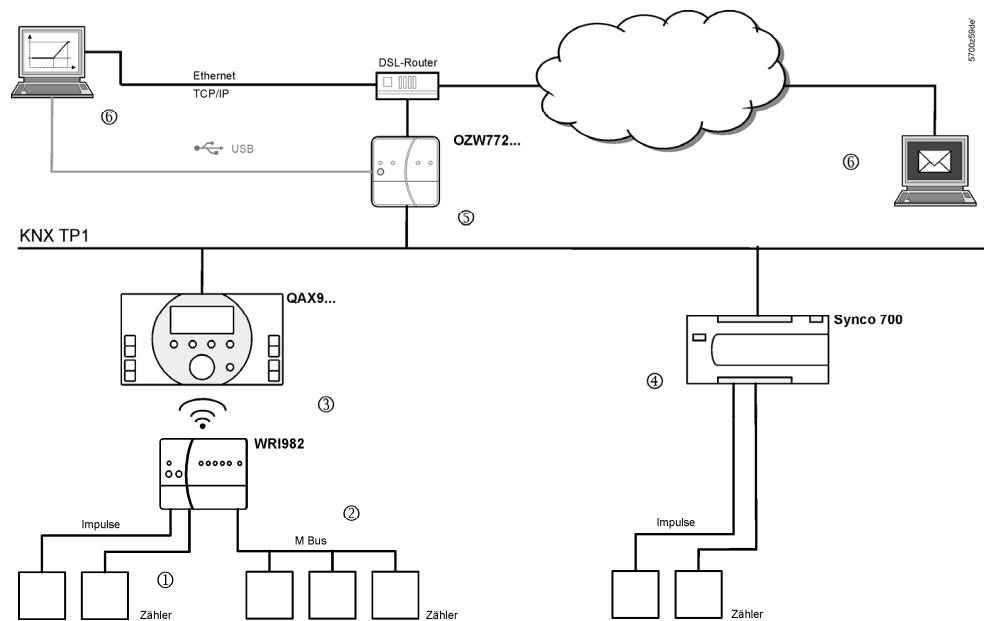 5700z59de
DSL-Router
Ethernet
TCP/IP
⑥
OZW772...
USB
⑥
⑤
KNX TP1
QAX9...
Synco 700
④
③
WRI982
Impulse
②
M Bus
Impulse
①
Zähler
Zähler
Zähler